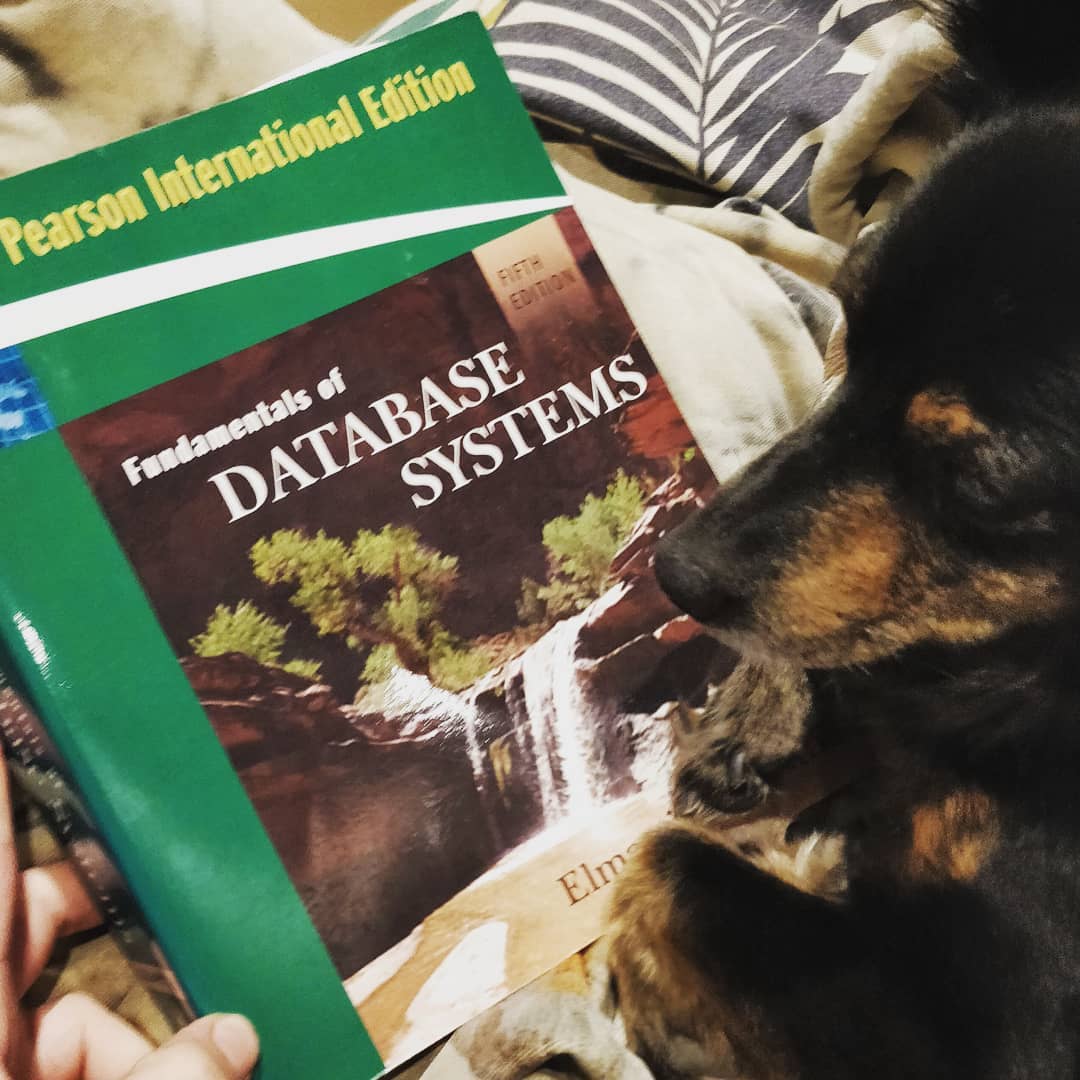 Pearson International Edition
FIFTH
EDITION
Fundamentals of
DATABASE
SYSTEMS